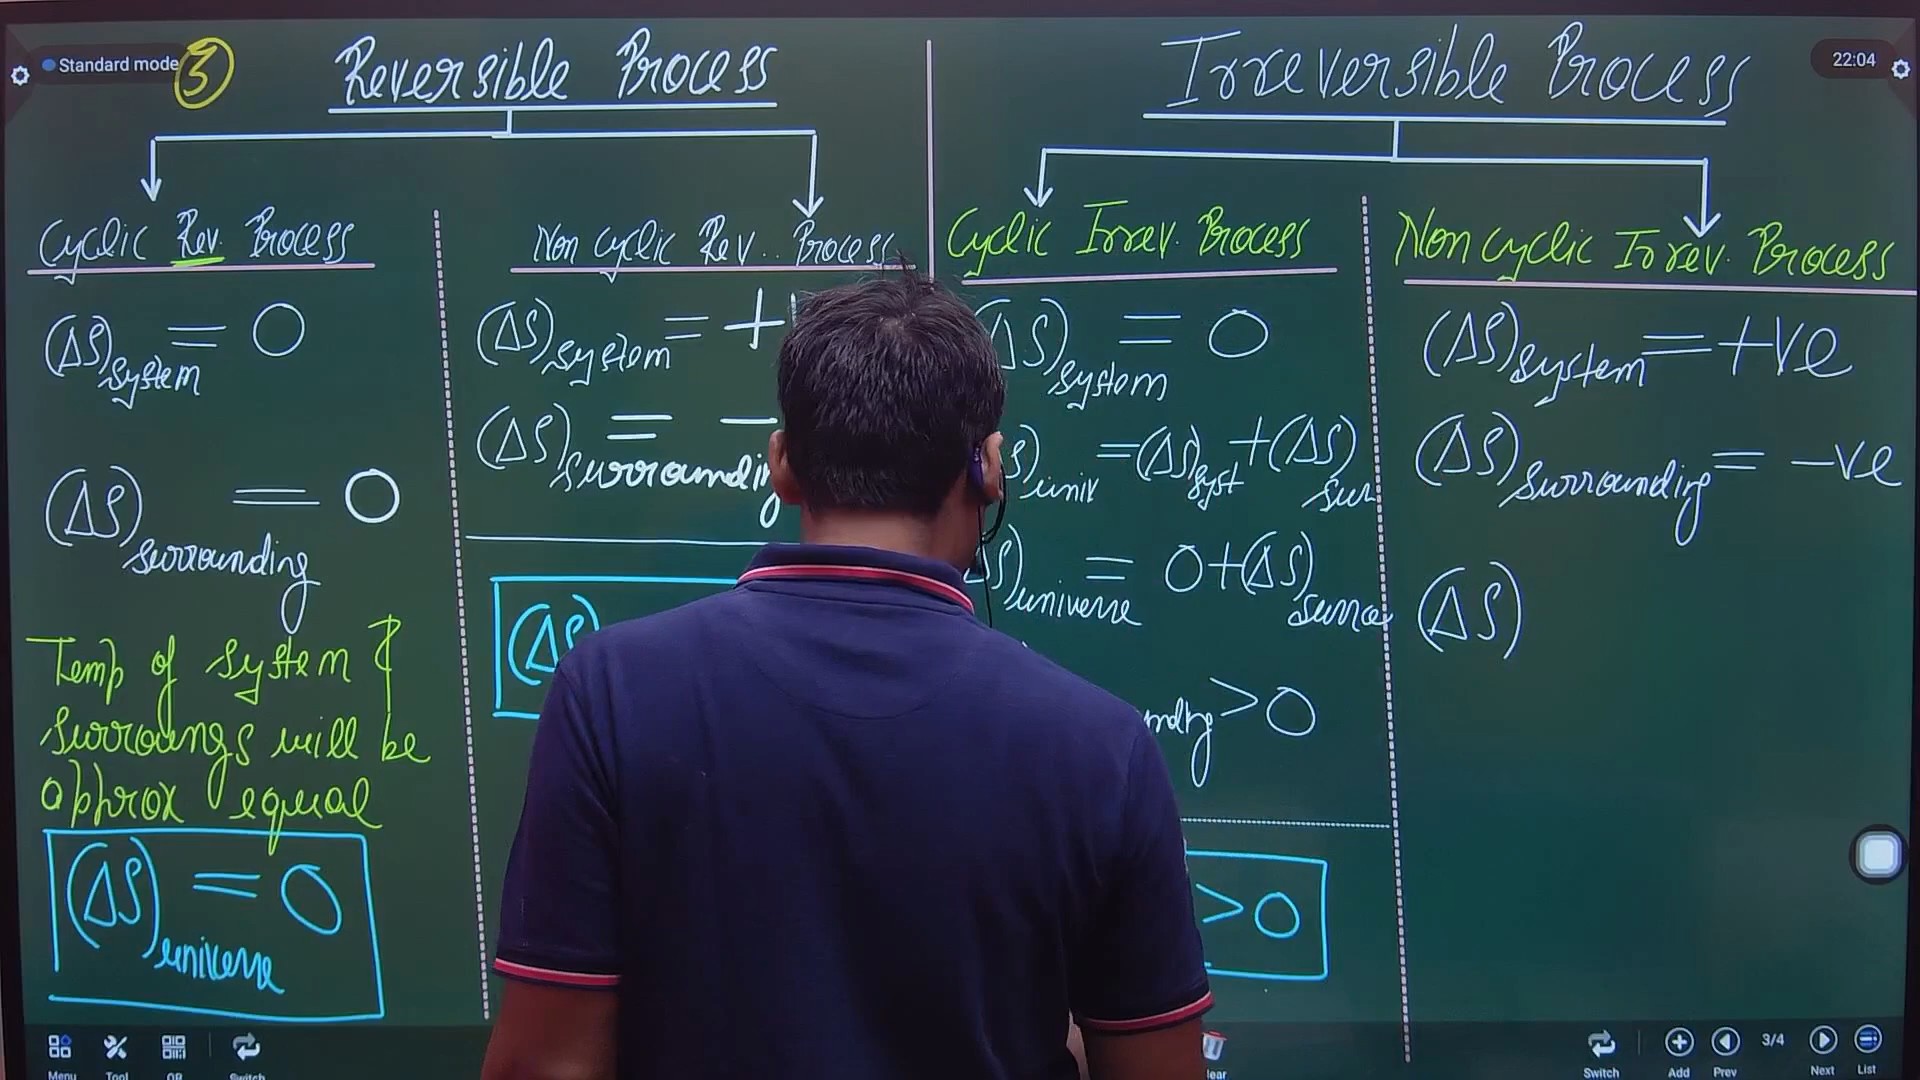 Standard mode
3
Reversible Process
Irreversible Process
22:04
Cyclic Rev. Process
(ΔS)system = 0
(ΔS)surrounding = 0
Temp of system &
surroungs will be
approx equal
(ΔS)universe = 0
Non Cyclic Rev.. Process
(ΔS)system = +
(ΔS)surrounding = -
(ΔS)
Cyclic Irrev. Process
ΔS)system = 0
S)univ = (ΔS)syst + (ΔS)sur
S)universe = 0 + (ΔS)
> 0
> 0
Non cyclic Irrev. Process
(ΔS)system = +ve
(ΔS)surrounding = -ve
(ΔS)
Menu
Tool
QR
Switch
Switch
Add
Prev
3/4
Next
List